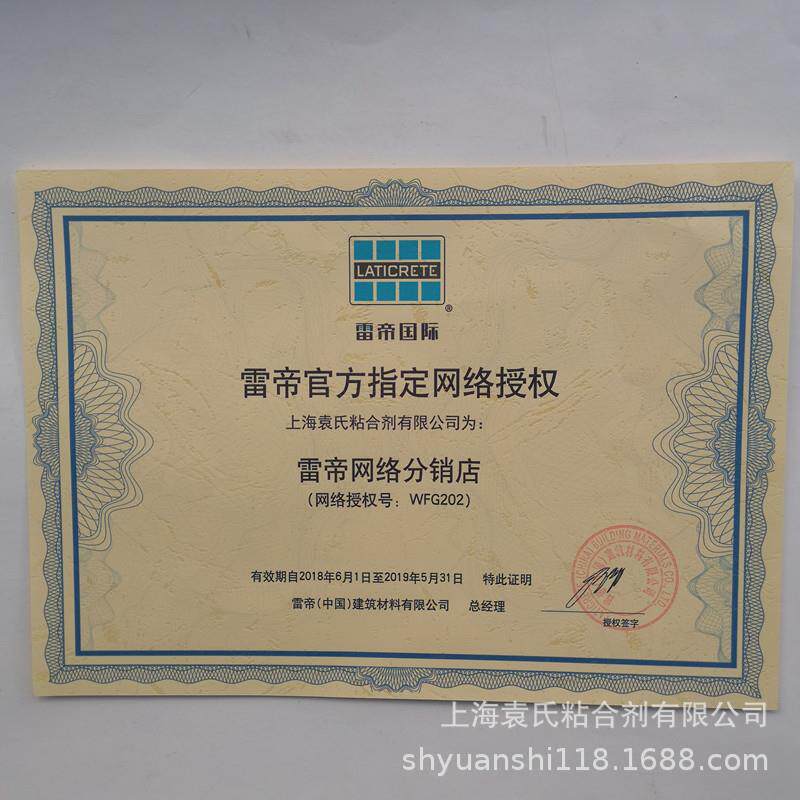 LATICRETE
®
雷帝国际
雷帝官方指定网络授权
上海袁氏粘合剂有限公司为：
雷帝网络分销店
（网络授权号：WFG202）
有效期自2018年6月1日至2019年5月31日 特此证明
雷帝（中国）建筑材料有限公司 总经理
授权签字
上海袁氏粘合剂有限公司
shyuanshi118.1688.com